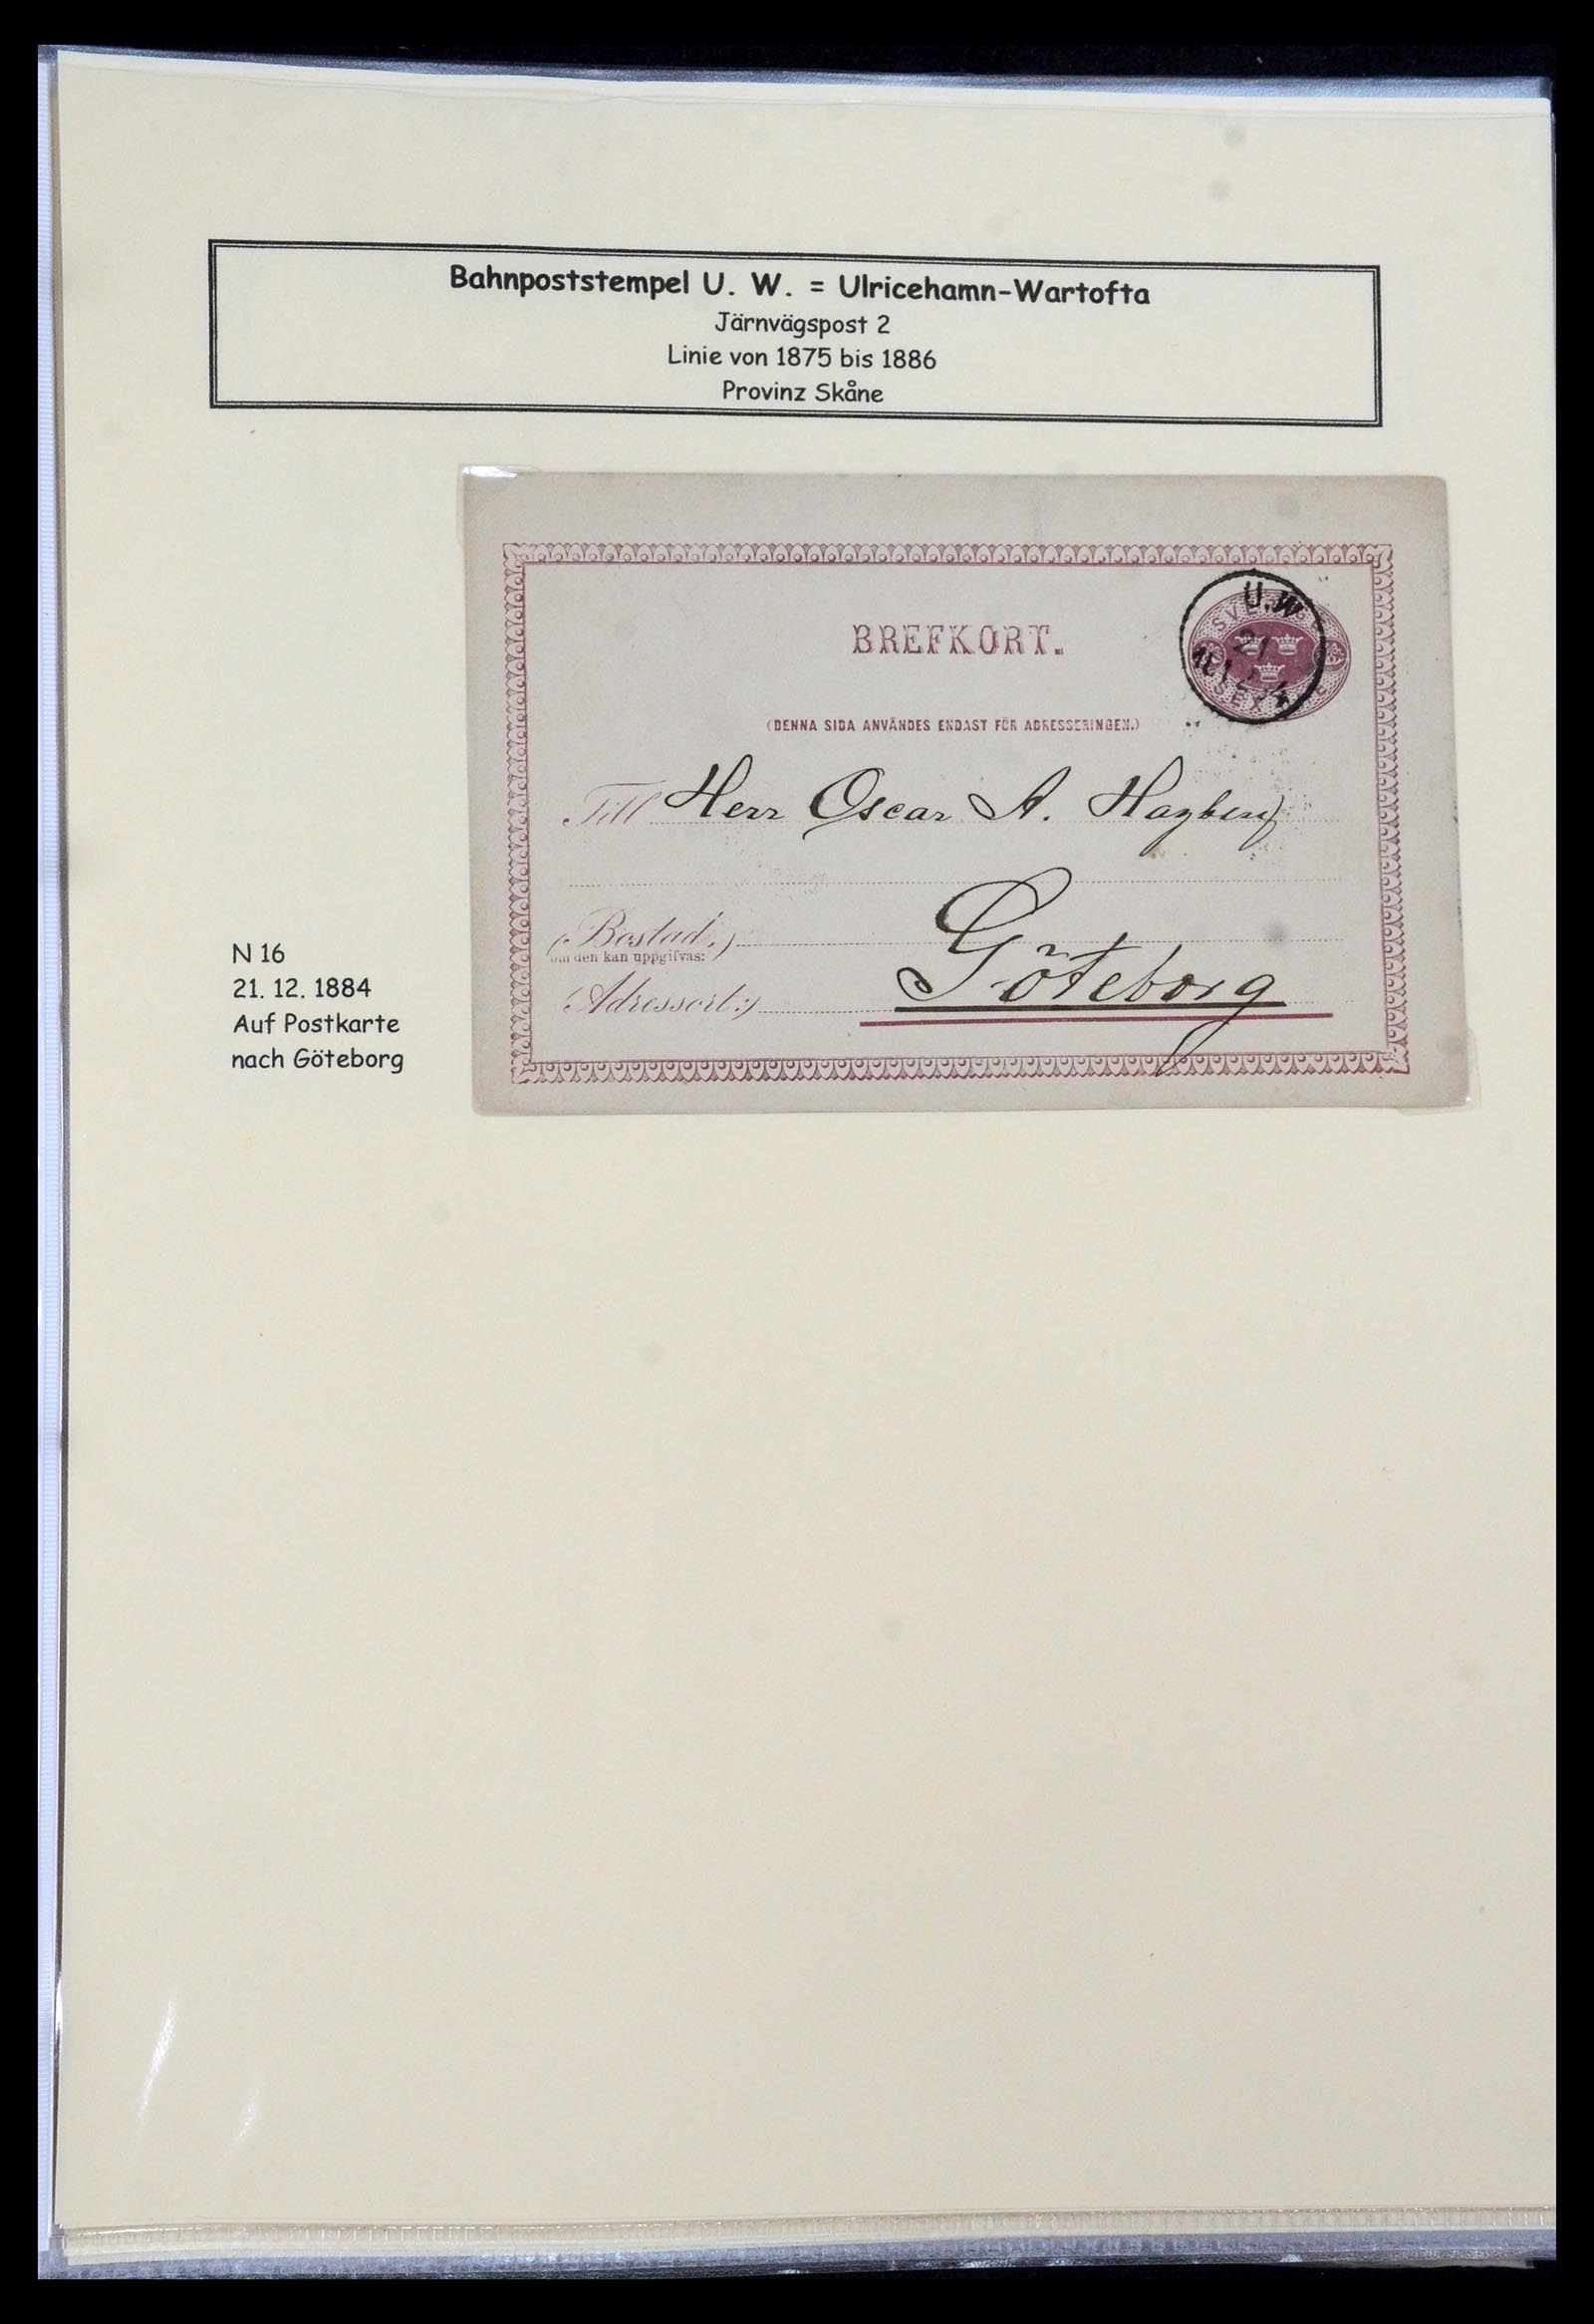 Bahnpoststempel U. W. = Ulricehamn-Wartofta
Järnvägspost 2
Linie von 1875 bis 1886
Provinz Skåne
U.W
21
BREFKORT.
(DENNA SIDA ANVÄNDES ENDAST FÖR ADRESSERINGEN.)
Till Herr Oscar A. Hagberg
(Bostad,)
om den kan uppgifvas:
Göteborg
(Adressort:)
N 16
21. 12. 1884
Auf Postkarte
nach Göteborg